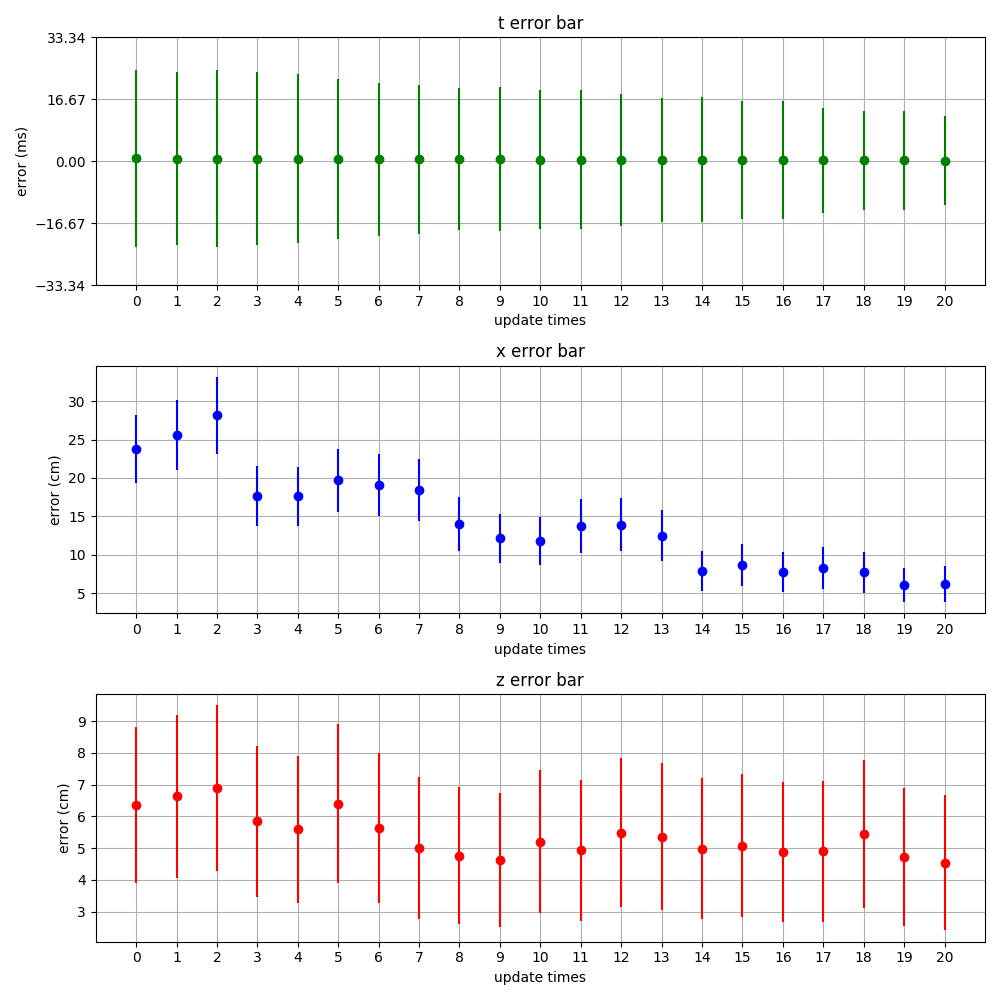 t error bar
33.34
16.67
0.00
−16.67
−33.34
error (ms)
0 1 2 3 4 5 6 7 8 9 10 11 12 13 14 15 16 17 18 19 20
update times
x error bar
30
25
20
15
10
5
error (cm)
0 1 2 3 4 5 6 7 8 9 10 11 12 13 14 15 16 17 18 19 20
update times
z error bar
9
8
7
6
5
4
3
error (cm)
0 1 2 3 4 5 6 7 8 9 10 11 12 13 14 15 16 17 18 19 20
update times